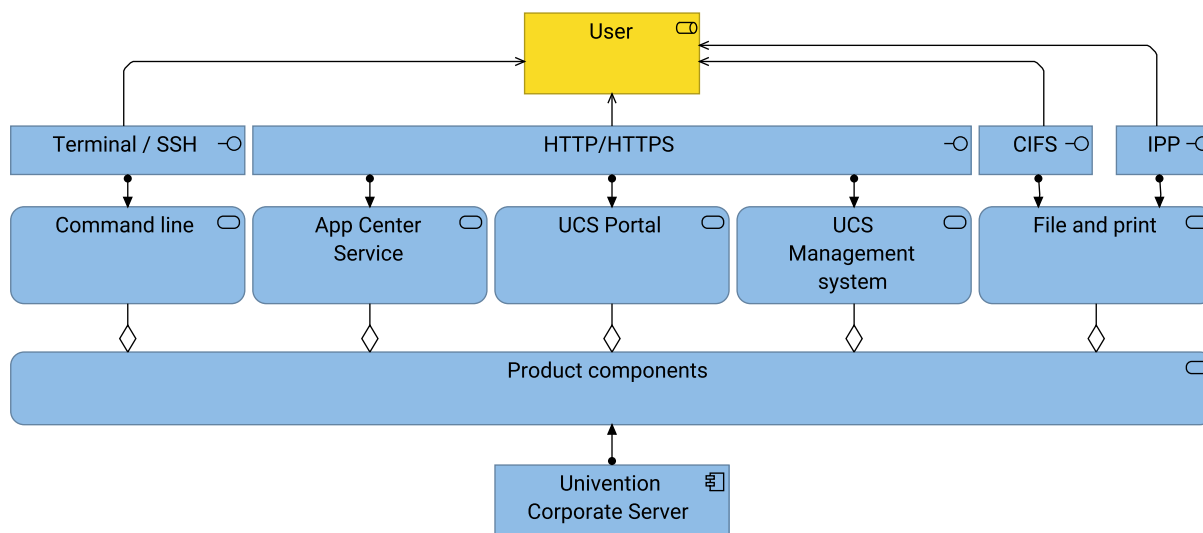 User
Terminal / SSH
HTTP/HTTPS
CIFS
IPP
Command line
App Center
Service
UCS Portal
UCS
Management
system
File and print
Product components
Univention
Corporate Server